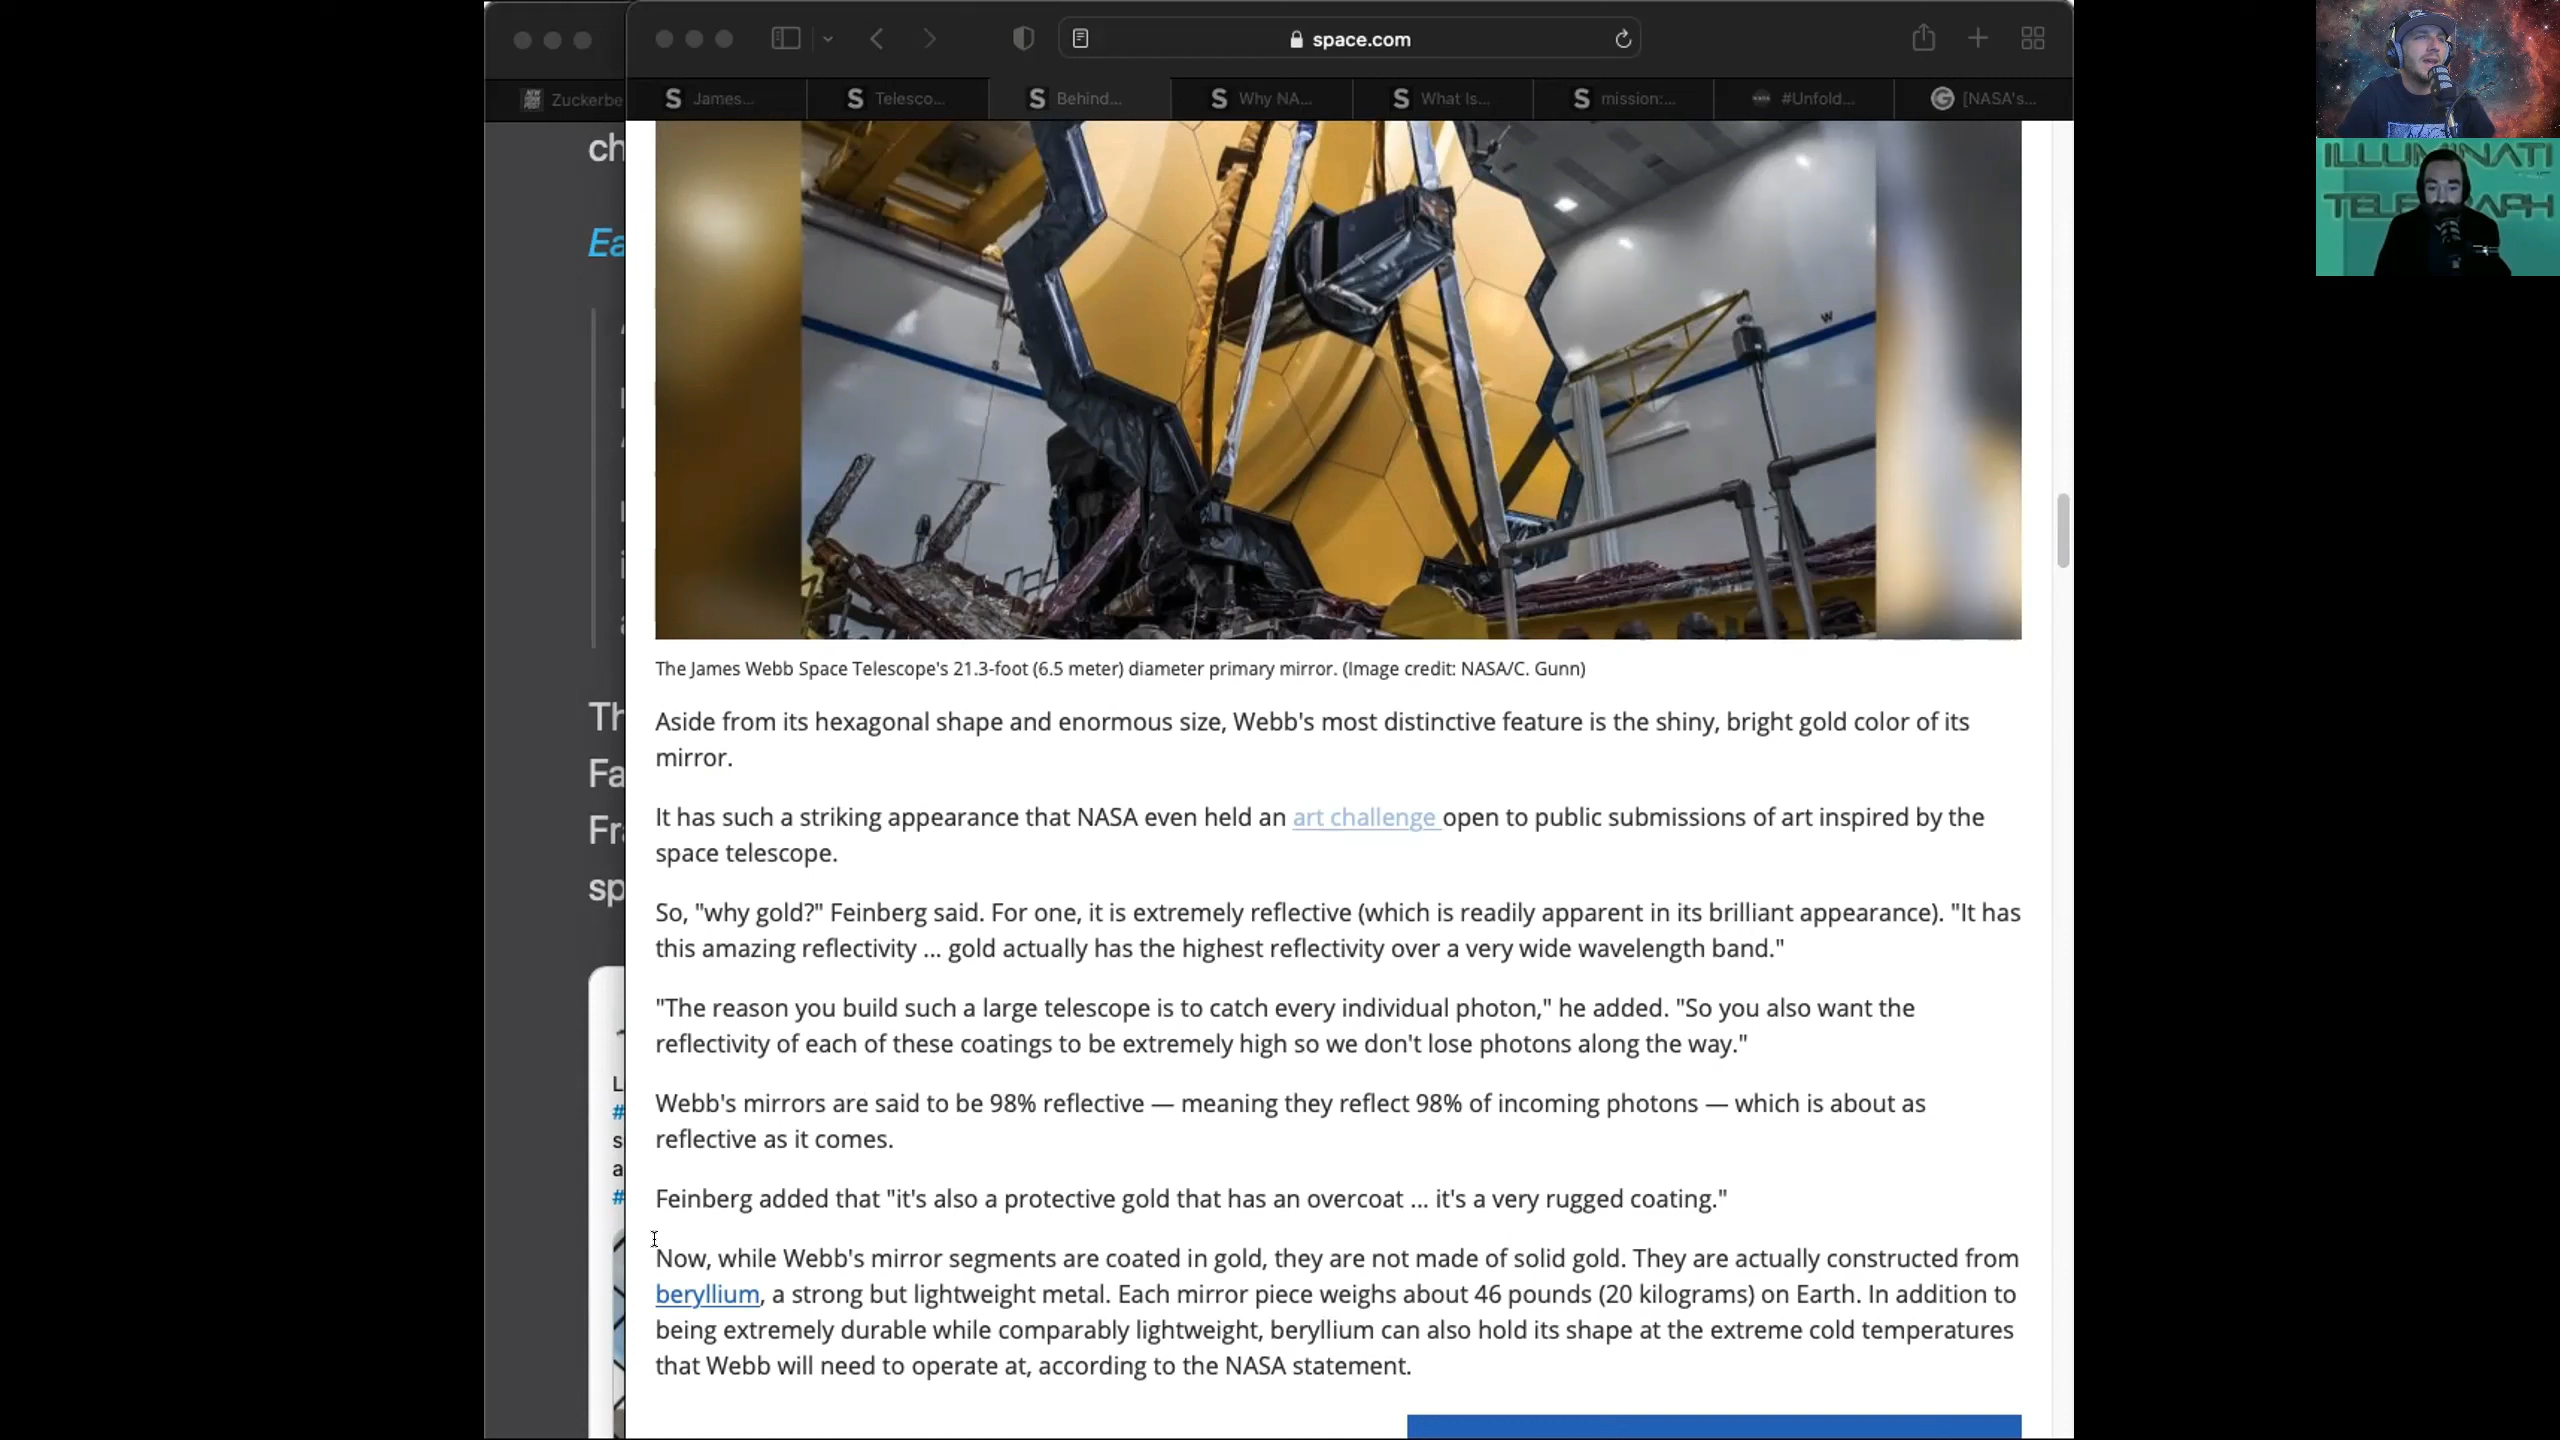 space.com
Zuckerbe
James...
Telesco...
Behind...
Why NA...
What Is...
mission:...
#Unfold...
[NASA's...
ILLUMINATI
TELEGRAPH
ch
Ea
Th
Fa
Fr
sp
L
#
s
a
#
W
The James Webb Space Telescope's 21.3-foot (6.5 meter) diameter primary mirror. (Image credit: NASA/C. Gunn)
Aside from its hexagonal shape and enormous size, Webb's most distinctive feature is the shiny, bright gold color of its
mirror.
It has such a striking appearance that NASA even held an art challenge open to public submissions of art inspired by the
space telescope.
So, "why gold?" Feinberg said. For one, it is extremely reflective (which is readily apparent in its brilliant appearance). "It has
this amazing reflectivity ... gold actually has the highest reflectivity over a very wide wavelength band."
"The reason you build such a large telescope is to catch every individual photon," he added. "So you also want the
reflectivity of each of these coatings to be extremely high so we don't lose photons along the way."
Webb's mirrors are said to be 98% reflective — meaning they reflect 98% of incoming photons — which is about as
reflective as it comes.
Feinberg added that "it's also a protective gold that has an overcoat ... it's a very rugged coating."
Now, while Webb's mirror segments are coated in gold, they are not made of solid gold. They are actually constructed from
beryllium, a strong but lightweight metal. Each mirror piece weighs about 46 pounds (20 kilograms) on Earth. In addition to
being extremely durable while comparably lightweight, beryllium can also hold its shape at the extreme cold temperatures
that Webb will need to operate at, according to the NASA statement.